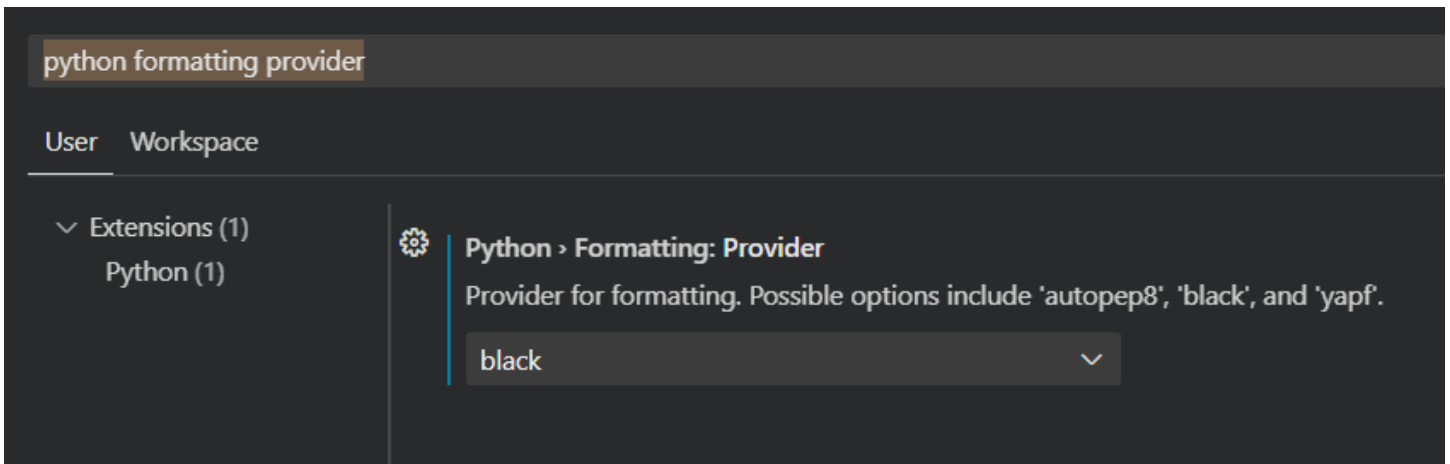 python formatting provider
User Workspace
Extensions (1)
Python (1)
Python › Formatting: Provider
Provider for formatting. Possible options include 'autopep8', 'black', and 'yapf'.
black